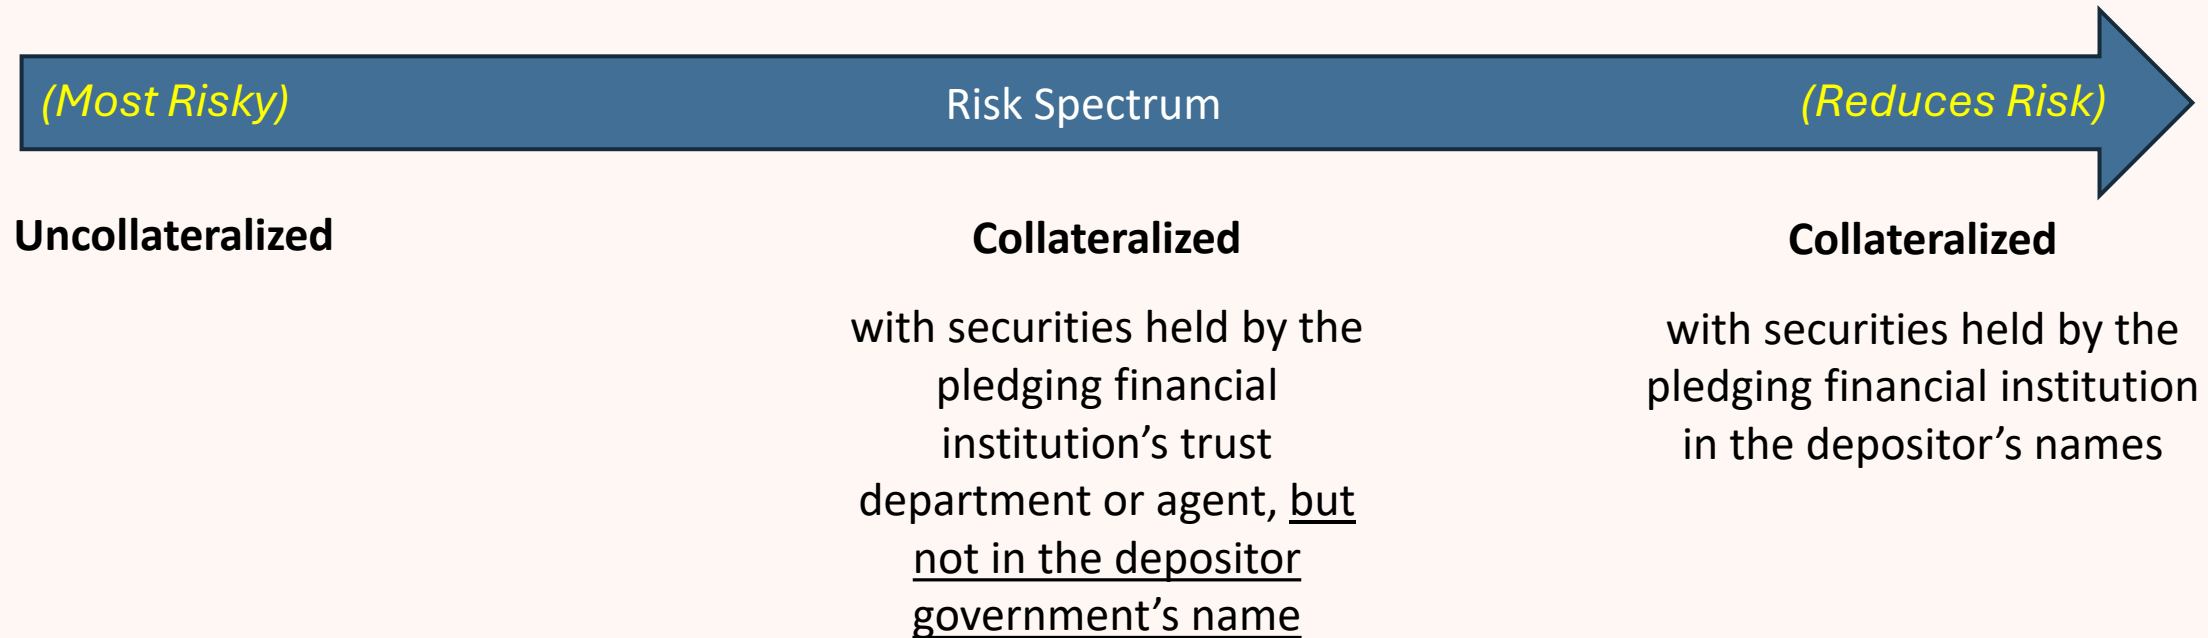 (Most Risky)
Risk Spectrum
(Reduces Risk)
Uncollateralized
Collateralized
with securities held by the
pledging financial
institution’s trust
department or agent, but
not in the depositor
government’s name
Collateralized
with securities held by the
pledging financial institution
in the depositor’s names